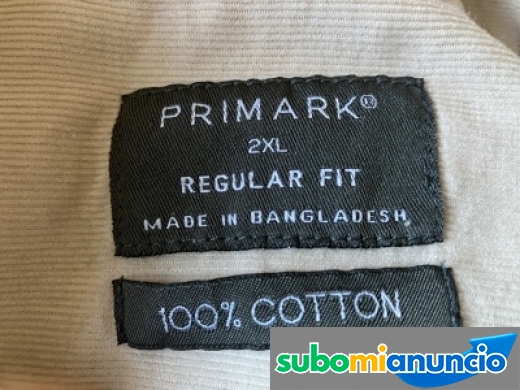 PRIMARK®
2XL
REGULAR FIT
MADE IN BANGLADESH
100% COTTON
subomianuncio